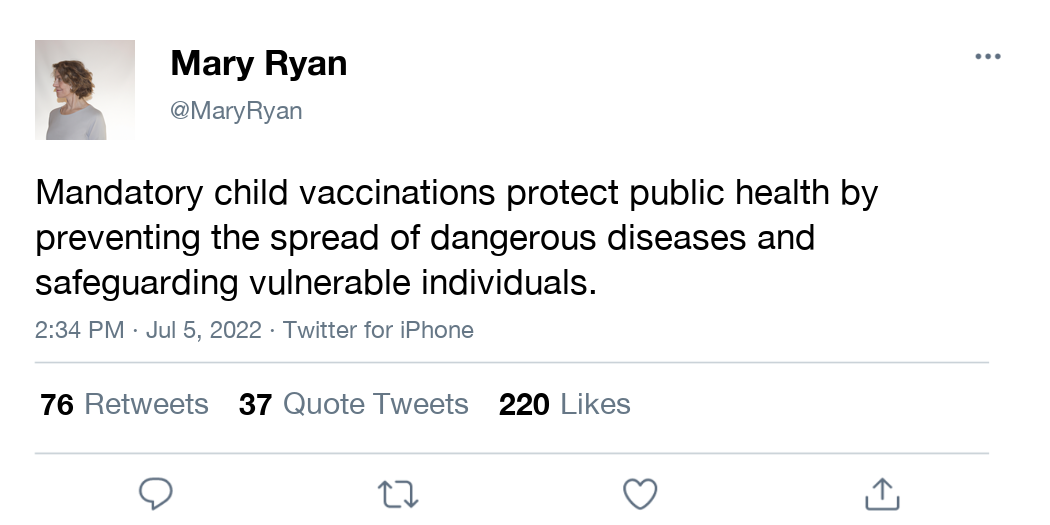 Mary Ryan
@MaryRyan
Mandatory child vaccinations protect public health by
preventing the spread of dangerous diseases and
safeguarding vulnerable individuals.
2:34 PM · Jul 5, 2022 · Twitter for iPhone
76 Retweets 37 Quote Tweets 220 Likes